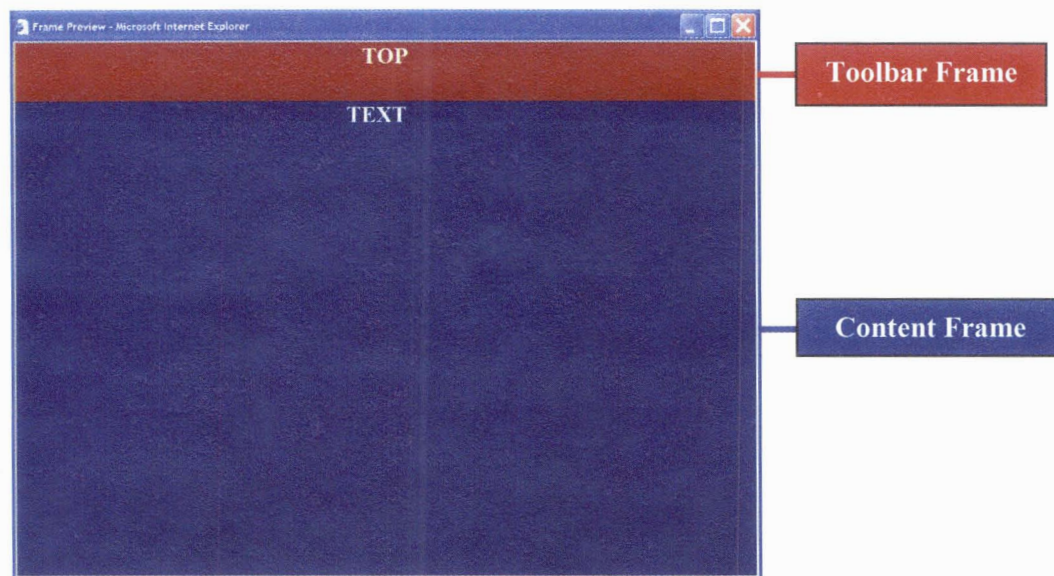 Frame Preview - Microsoft Internet Explorer
TOP
Toolbar Frame
TEXT
Content Frame